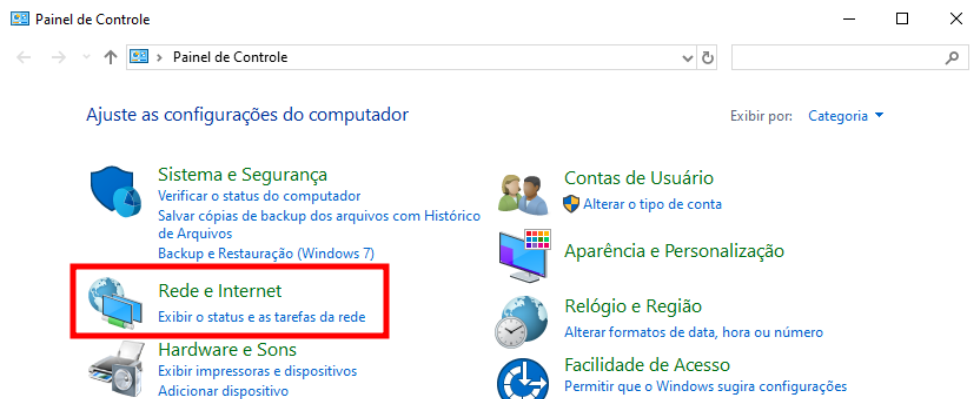 Painel de Controle
Painel de Controle
Ajuste as configurações do computador
Exibir por: Categoria
Sistema e Segurança
Verificar o status do computador
Salvar cópias de backup dos arquivos com Histórico
de Arquivos
Backup e Restauração (Windows 7)
Rede e Internet
Exibir o status e as tarefas da rede
Hardware e Sons
Exibir impressoras e dispositivos
Adicionar dispositivo
Contas de Usuário
Alterar o tipo de conta
Aparência e Personalização
Relógio e Região
Alterar formatos de data, hora ou número
Facilidade de Acesso
Permitir que o Windows sugira configurações